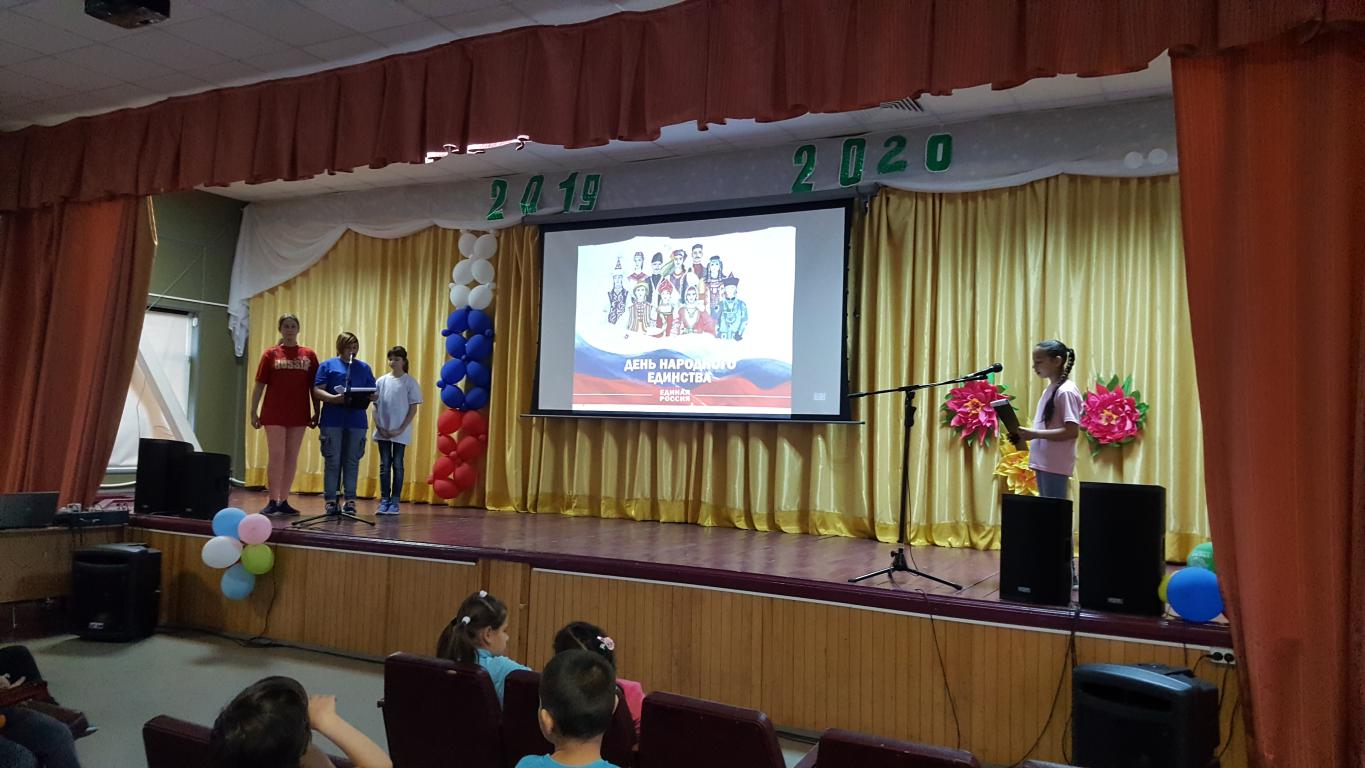 2019
2020
RUSSIA
ДЕНЬ НАРОДНОГО
ЕДИНСТВА
ЕДИНАЯ
РОССИЯ